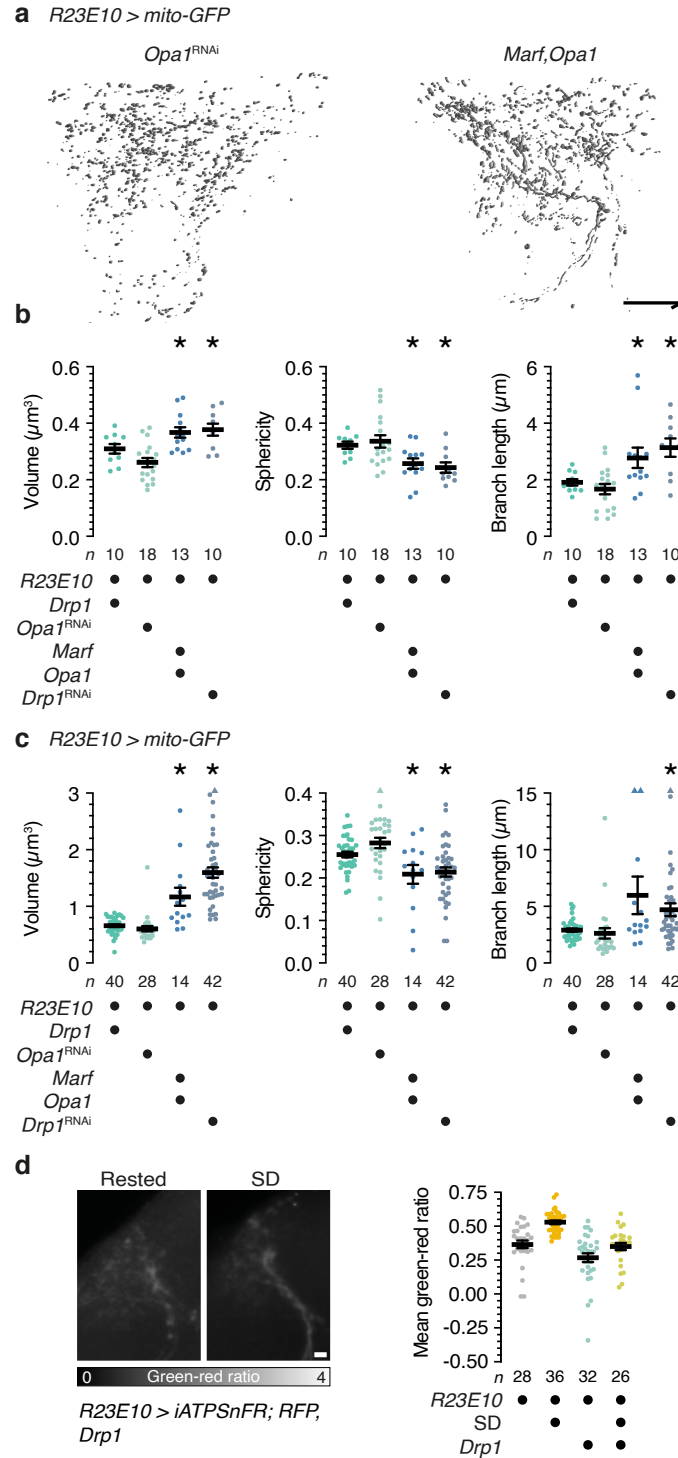 a R23E10 > mito-GFP
Opa1RNAi Marf,Opa1
b
* * * * * *
Volume (μm³) Sphericity Branch length (μm)
0.6 0.6 6
0.4 0.4 4
0.2 0.2 2
0.0 0.0 0
n 10 18 13 10 10 18 13 10 10 18 13 10
R23E10
Drp1
Opa1RNAi
Marf
Opa1
Drp1RNAi
c R23E10 > mito-GFP
* * * * *
Volume (μm³) Sphericity Branch length (μm)
3 0.4 15
2 0.3 10
0.2
1 0.1 5
0 0.0 0
n 40 28 14 42 40 28 14 42 40 28 14 42
R23E10
Drp1
Opa1RNAi
Marf
Opa1
Drp1RNAi
d
Rested SD
0 Green-red ratio 4
R23E10 > iATPSnFR; RFP,
Drp1
Mean green-red ratio
0.75
0.50
0.25
0.00
-0.25
-0.50
n 28 36 32 26
R23E10
SD
Drp1